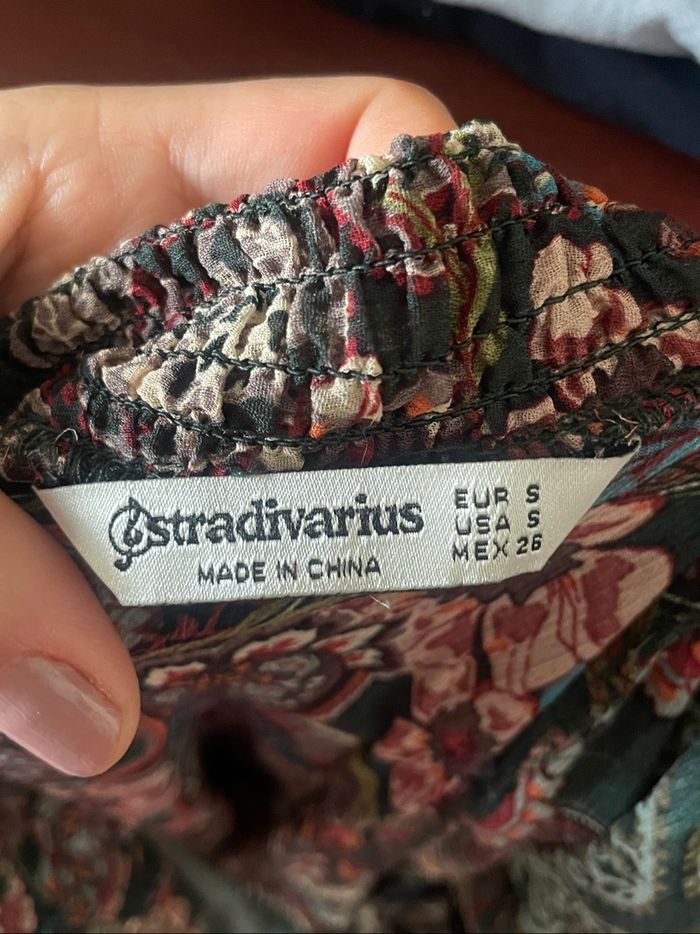 stradivarius
MADE IN CHINA
EUR S
USA S
MEX 26